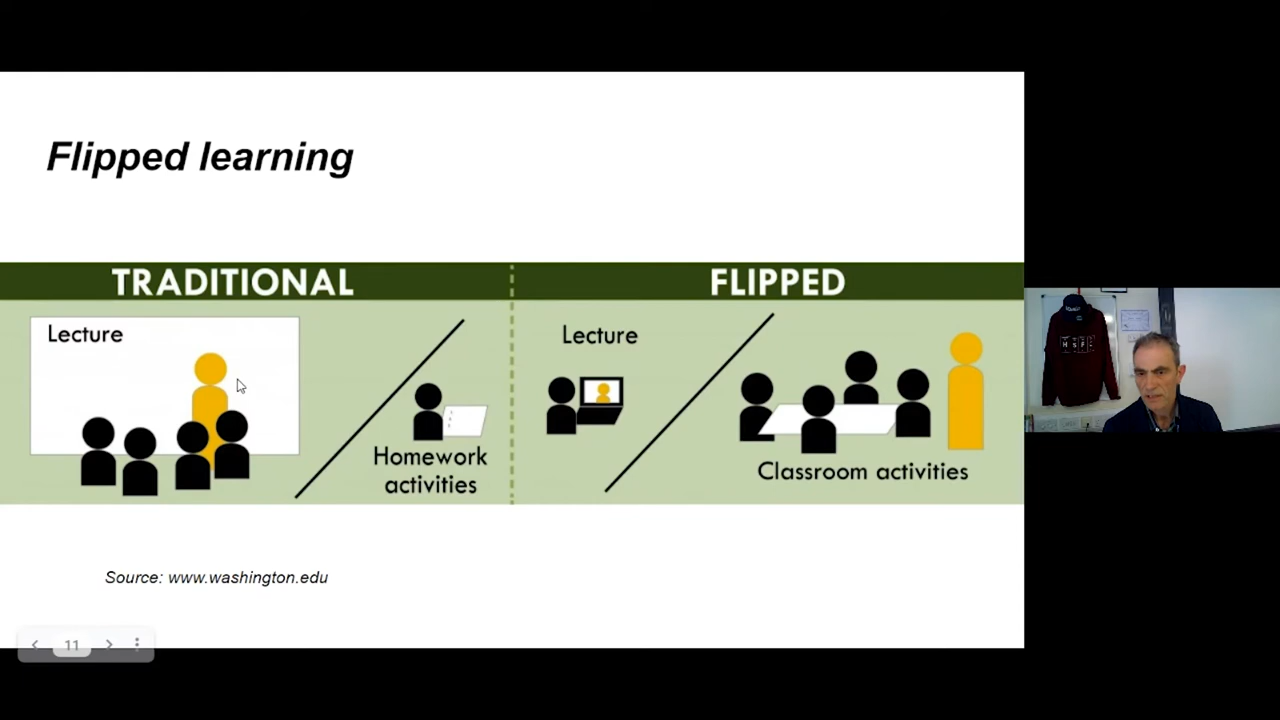 Flipped learning
TRADITIONAL
FLIPPED
Lecture
Homework
activities
Lecture
Classroom activities
Source: www.washington.edu
11